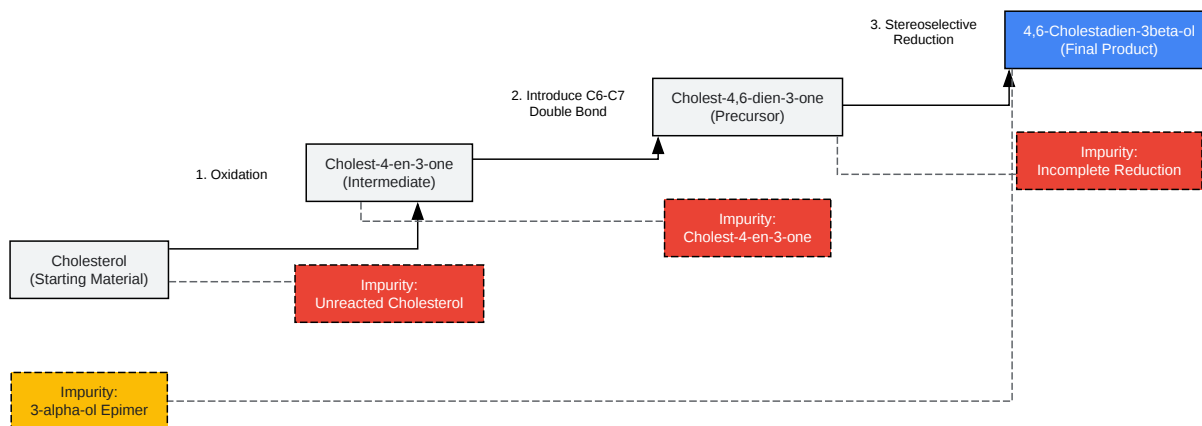 3. Stereoselective
Reduction
4,6-Cholestadien-3beta-ol
(Final Product)
2. Introduce C6-C7
Double Bond
Cholest-4,6-dien-3-one
(Precursor)
1. Oxidation
Cholest-4-en-3-one
(Intermediate)
Impurity:
Incomplete Reduction
Impurity:
Cholest-4-en-3-one
Cholesterol
(Starting Material)
Impurity:
Unreacted Cholesterol
Impurity:
3-alpha-ol Epimer